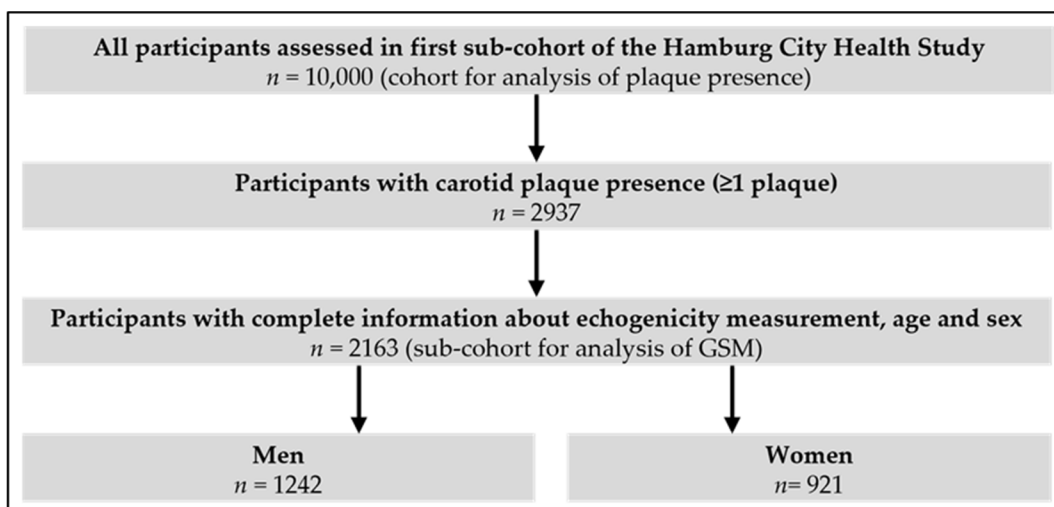 All participants assessed in first sub-cohort of the Hamburg City Health Study
n = 10,000 (cohort for analysis of plaque presence)
Participants with carotid plaque presence (≥1 plaque)
n = 2937
Participants with complete information about echogenicity measurement, age and sex
n = 2163 (sub-cohort for analysis of GSM)
Men
n = 1242
Women
n= 921